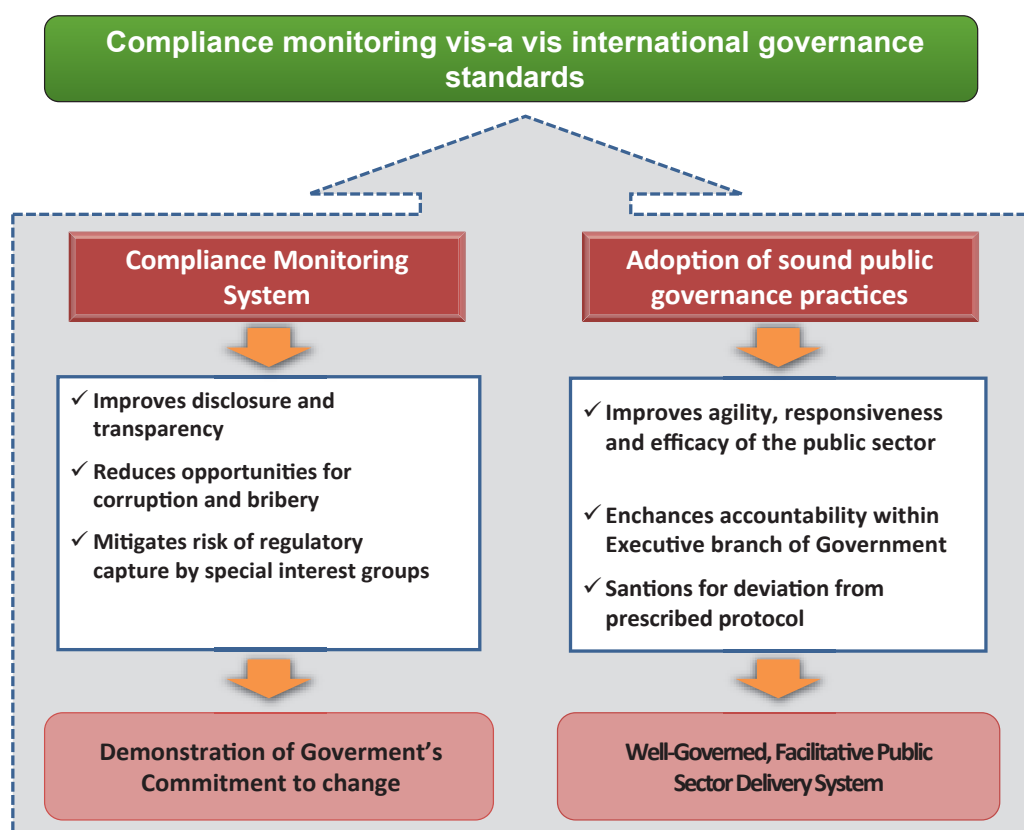 Compliance monitoring vis-a vis international governance
standards
Compliance Monitoring
System
✓ Improves disclosure and
transparency
✓ Reduces opportunities for
corruption and bribery
✓ Mitigates risk of regulatory
capture by special interest groups
Demonstration of Goverment's
Commitment to change
Adoption of sound public
governance practices
✓ Improves agility, responsiveness
and efficacy of the public sector
✓ Enchances accountability within
Executive branch of Government
✓ Santions for deviation from
prescribed protocol
Well-Governed, Facilitative Public
Sector Delivery System